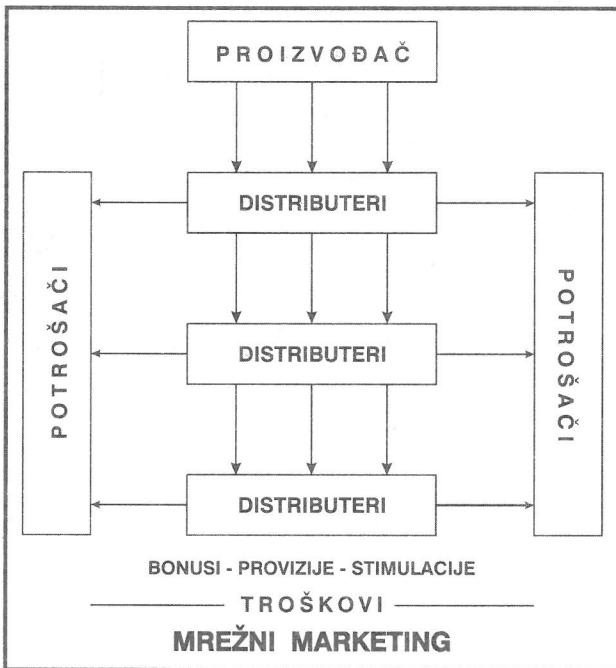 PROIZVOĐAČ
DISTRIBUTERI
POTROŠAČI
POTROŠAČI
DISTRIBUTERI
DISTRIBUTERI
BONUSI - PROVIZIJE - STIMULACIJE
TROŠKOVI
MREŽNI MARKETING